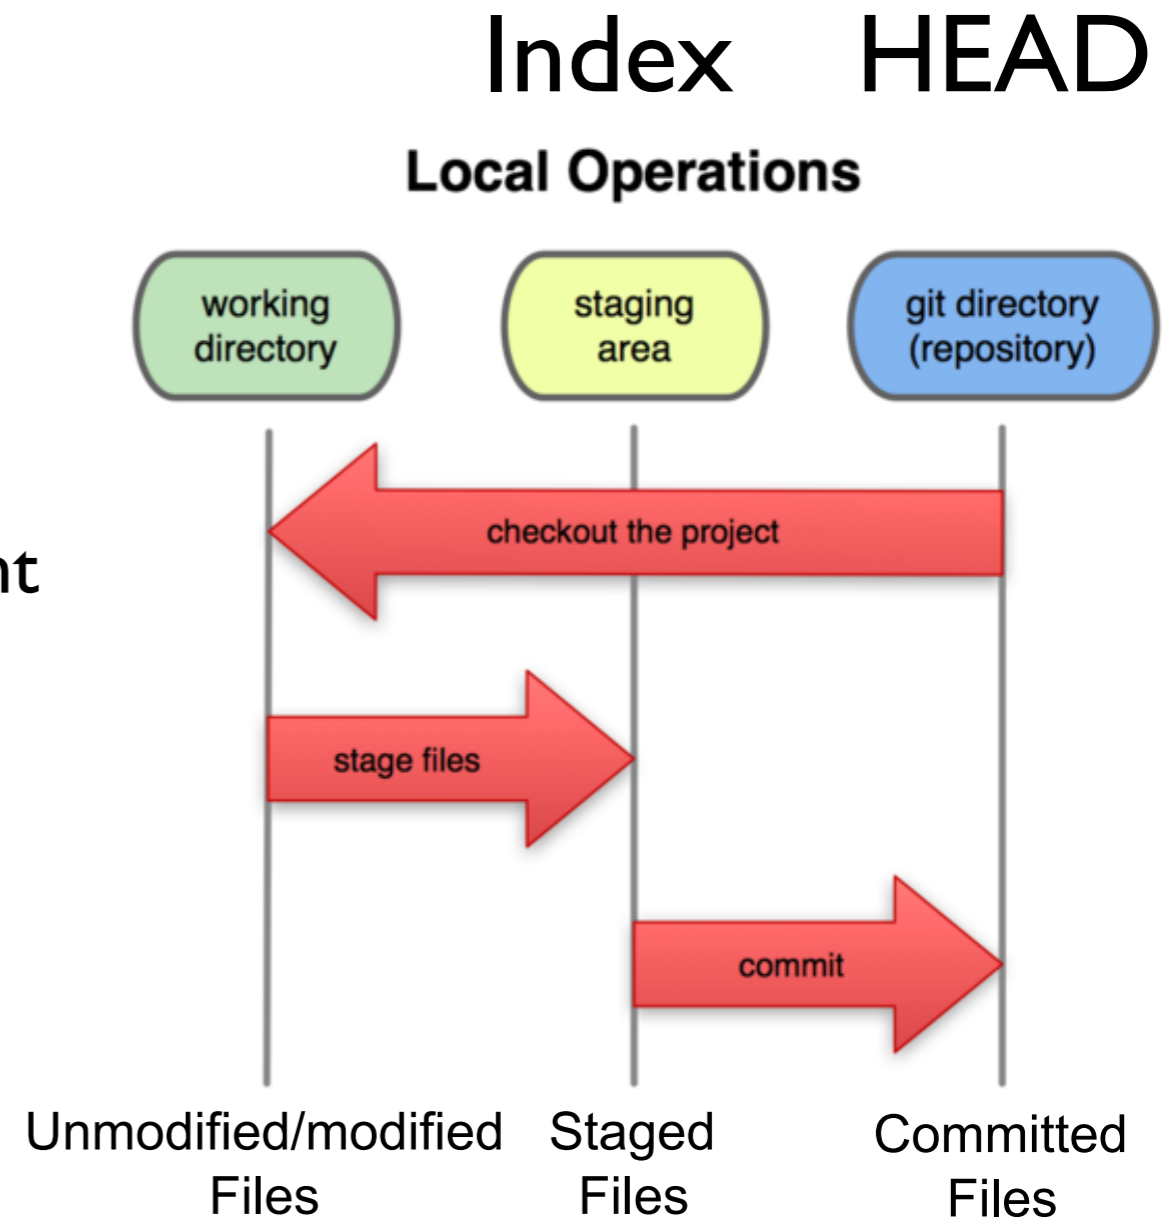 Index HEAD
Local Operations
working
directory
staging
area
git directory
(repository)
checkout the project
nt
stage files
commit
Unmodified/modified
Files
Staged
Files
Committed
Files